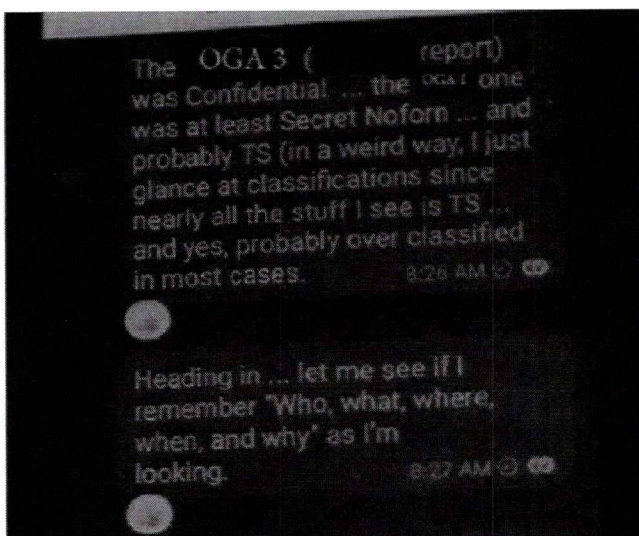 The OGA 3 ( report)
was Confidential ... the OGA 1 one
was at least Secret Noforn ... and
probably TS (in a weird way, I just
glance at classifications since
nearly all the stuff I see is TS ...
and yes, probably over classified
in most cases. 8:26 AM
Heading in ... let me see if I
remember "Who, what, where,
when, and why" as I'm
looking. 8:27 AM